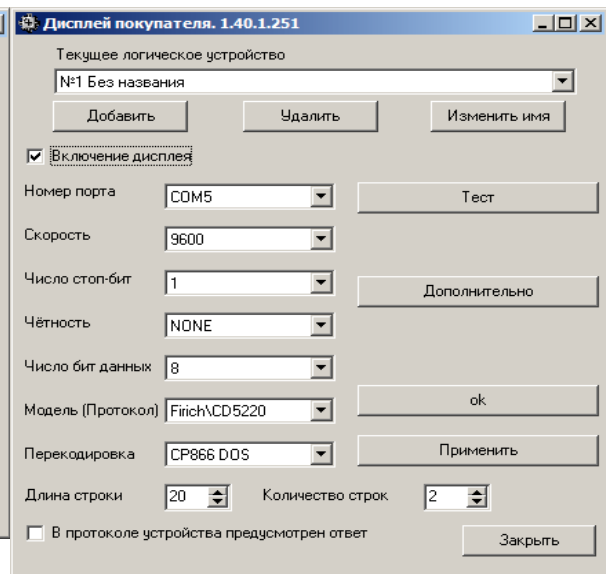 Дисплей покупателя. 1.40.1.251
Текущее логическое устройство
№1 Без названия
Добавить Удалить Изменить имя
Включение дисплея
Номер порта COM5 Тест
Скорость 9600
Число стоп-бит 1 Дополнительно
Чётность NONE
Число бит данных 8
Модель (Протокол) Firich\CD5220 ok
Перекодировка CP866 DOS Применить
Длина строки 20 Количество строк 2
В протоколе устройства предусмотрен ответ
Закрыть